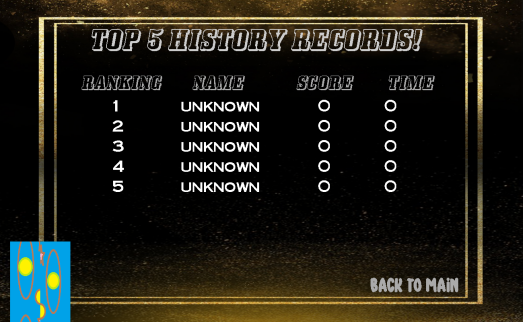 TOP 5 HISTORY RECORDS!
RANKING NAME SCORE TIME
1 UNKNOWN 0 0
2 UNKNOWN 0 0
3 UNKNOWN 0 0
4 UNKNOWN 0 0
5 UNKNOWN 0 0
BACK TO MAIN